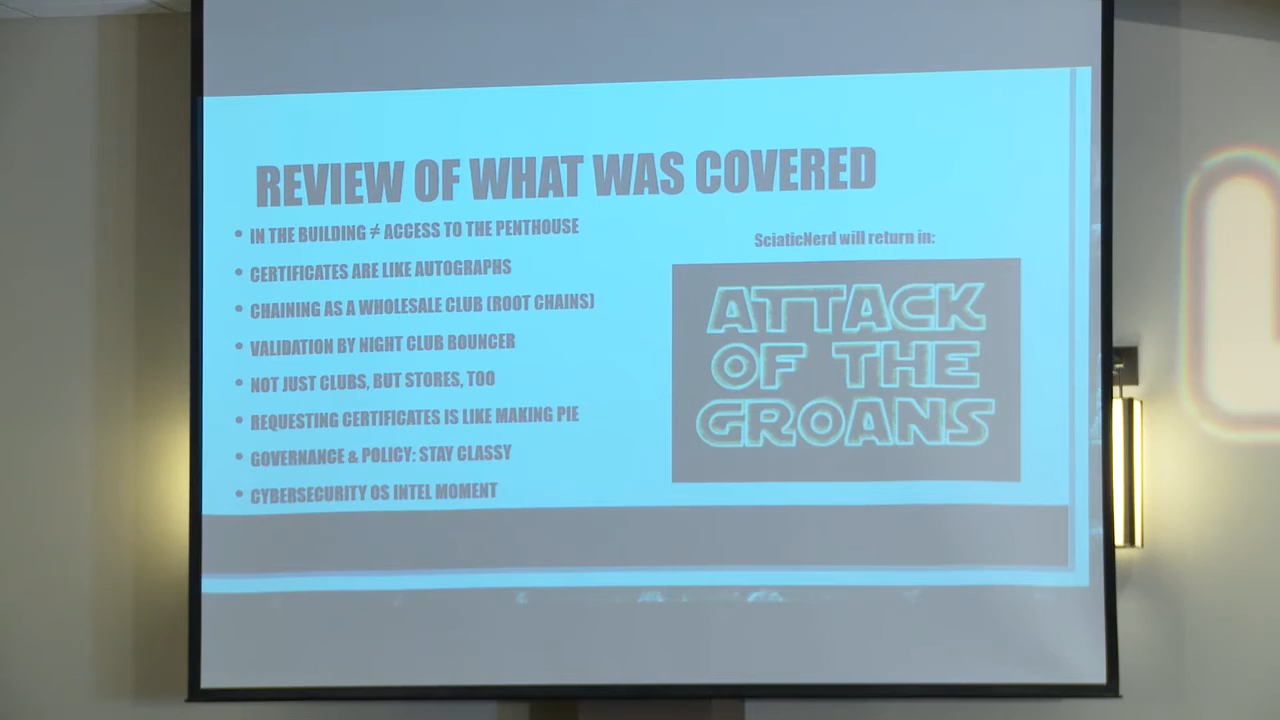 REVIEW OF WHAT WAS COVERED
• IN THE BUILDING ≠ ACCESS TO THE PENTHOUSE
• CERTIFICATES ARE LIKE AUTOGRAPHS
• CHAINING AS A WHOLESALE CLUB (ROOT CHAINS)
• VALIDATION BY NIGHT CLUB BOUNCER
• NOT JUST CLUBS, BUT STORES, TOO
• REQUESTING CERTIFICATES IS LIKE MAKING PIE
• GOVERNANCE & POLICY: STAY CLASSY
• CYBERSECURITY OS INTEL MOMENT
SciaticNerd will return in:
ATTACK
OF THE
GROANS